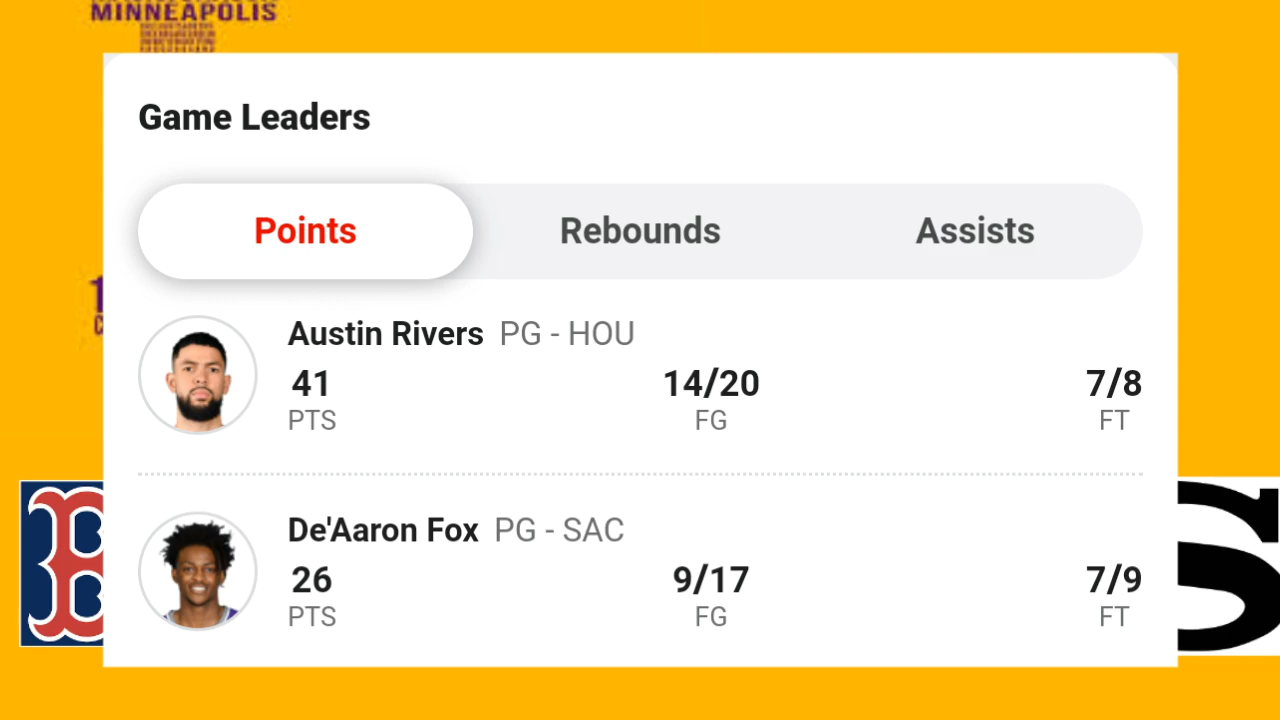 MINNEAPOLIS
Game Leaders
Points Rebounds Assists
Austin Rivers PG - HOU
41 14/20 7/8
PTS FG FT
De'Aaron Fox PG - SAC
26 9/17 7/9
PTS FG FT
B
S